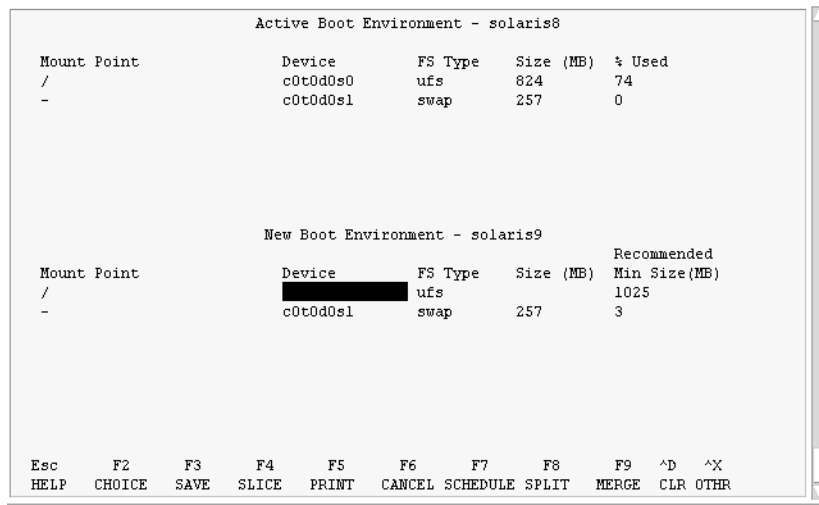 Active Boot Environment - solaris8
Mount Point Device FS Type Size (MB) % Used
/ c0t0d0s0 ufs 824 74
- c0t0d0s1 swap 257 0
New Boot Environment - solaris9
Recommended
Mount Point Device FS Type Size (MB) Min Size(MB)
/ ufs 1025
- c0t0d0s1 swap 257 3
Esc F2 F3 F4 F5 F6 F7 F8 F9 ^D ^X
HELP CHOICE SAVE SLICE PRINT CANCEL SCHEDULE SPLIT MERGE CLR OTHR